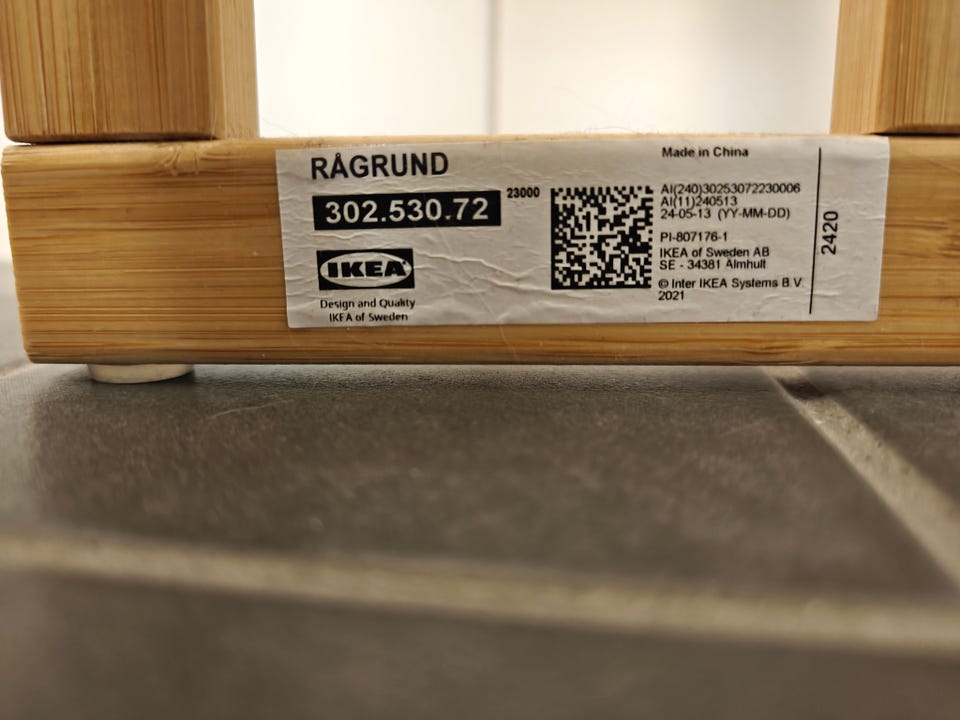 RÅGRUND
302.530.72
23000
IKEA
Design and Quality
IKEA of Sweden
Made in China
AI(240)30253072230006
AI(11)240513
24-05-13 (YY-MM-DD)
PI-807176-1
IKEA of Sweden AB
SE - 34381 Älmhult
© Inter IKEA Systems B.V.
2021
2420